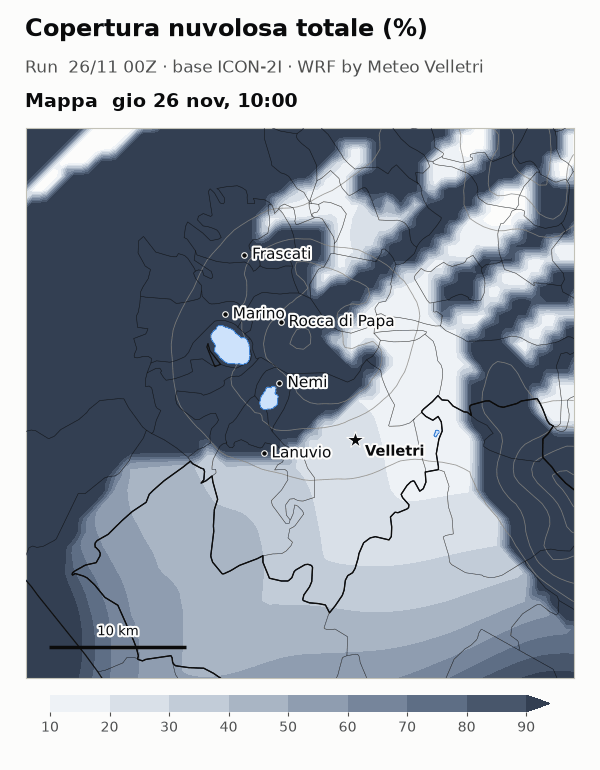 Copertura nuvolosa totale (%)
Run  26/11 00Z · base ICON-2I · WRF by Meteo Velletri
Mappa  gio 26 nov, 10:00
Frascati
Marino
Rocca di Papa
Nemi
Velletri
Lanuvio
10 km
10 20 30 40 50 60 70 80 90